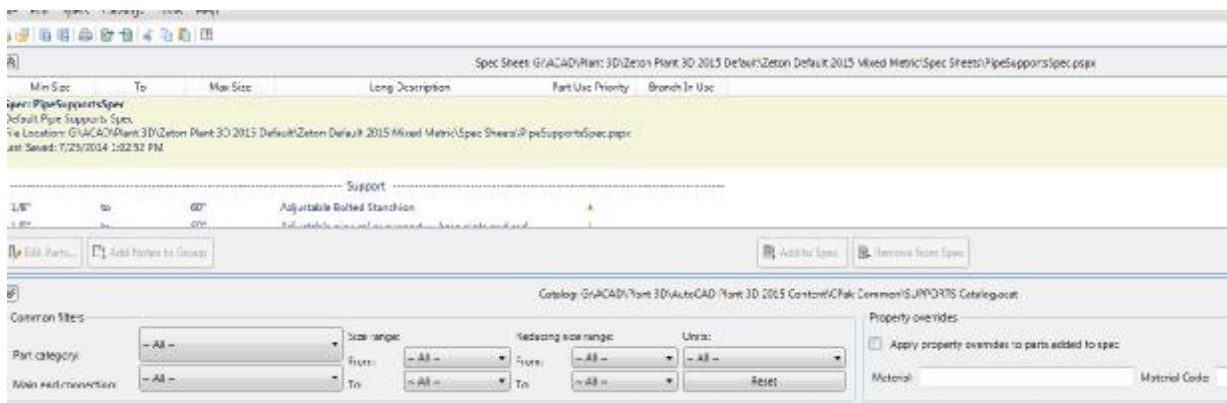 Spec Sheet: G:\ACAD\Plant 3D\Zeton Plant 3D 2015 Default\Zeton Default 2015 Mixed Metric\Spec Sheets\PipeSupportsSpec.pspx
Min Size To Max Size Long Description Part Use Priority Branch In Use
Spec: PipeSupportsSpec
Default Pipe Supports Spec
File Location: G:\ACAD\Plant 3D\Zeton Plant 3D 2015 Default\Zeton Default 2015 Mixed Metric\Spec Sheets\PipeSupportsSpec.pspx
Last Saved: 7/25/2014 1:02:52 PM
Support
1/8" to 60" Adjustable Bolted Stanchion
Edit Parts... Add Notes to Group Add to Spec Remove from Spec
Catalog: G:\ACAD\Plant 3D\AutoCAD Plant 3D 2015 Content\CPak Common\SUPPORTS Catalog.acat
Common filters Property overrides
Size range: Reducing size range: Units:
Part category: -- All -- From: -- All -- From: -- All -- -- All -- Apply property overrides to parts added to spec
Main end connection: -- All -- To: -- All -- To: -- All -- Reset Material: Material Code: